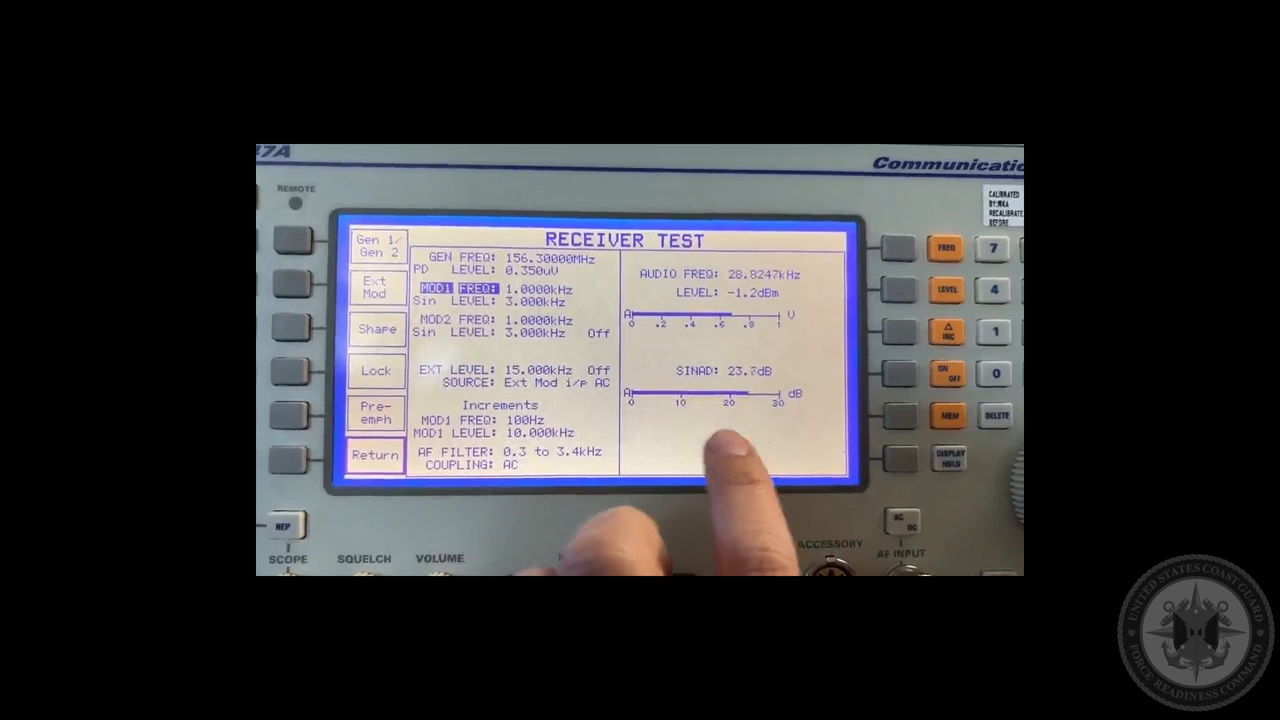 37A
Communicatio
REMOTE
CALIBRATED
RECALIBRATE
BEFORE
RECEIVER TEST
Gen 1/
Gen 2
Ext
Mod
Shape
Lock
Pre-
emph
Return
GEN FREQ: 156.30000MHz
PD LEVEL: 0.350uV
MOD1 FREQ: 1.0000kHz
Sin LEVEL: 3.000kHz
MOD2 FREQ: 1.0000kHz
Sin LEVEL: 3.000kHz Off
EXT LEVEL: 15.000kHz Off
SOURCE: Ext Mod i/p AC
Increments
MOD1 FREQ: 100Hz
MOD1 LEVEL: 10.000kHz
AF FILTER: 0.3 to 3.4kHz
COUPLING: AC
AUDIO FREQ: 28.8247kHz
LEVEL: -1.2dBm
A V
0 .2 .4 .6 .8 1
SINAD: 23.7dB
A dB
0 10 20 30
FREQ 7
LEVEL 4
Δ
INC 1
ON
OFF 0
MEM DELETE
DISPLAY
HOLD
REP
AC
DC
SCOPE SQUELCH VOLUME ACCESSORY AF INPUT
UNITED STATES COAST GUARD
FORCE READINESS COMMAND